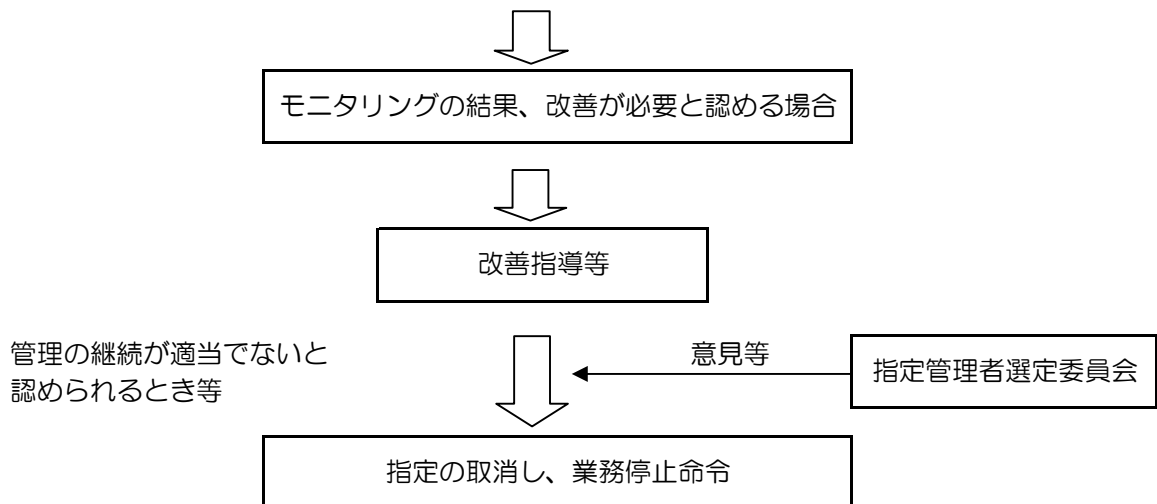 モニタリングの結果、改善が必要と認める場合
改善指導等
管理の継続が適当でないと
認められるとき等
意見等
指定管理者選定委員会
指定の取消し、業務停止命令